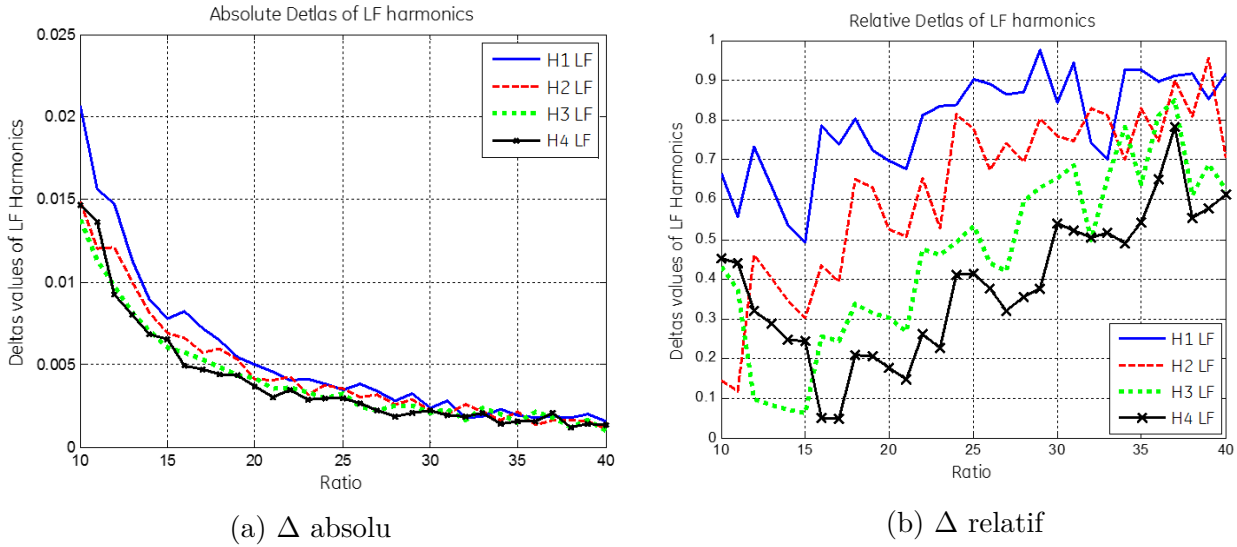 Absolute Detlas of LF harmonics
0.025
0.02
0.015
0.01
0.005
0
Deltas values of LF Harmonics
H1 LF
H2 LF
H3 LF
H4 LF
10 15 20 25 30 35 40
Ratio
(a) Δ absolu
Relative Detlas of LF harmonics
1
0.9
0.8
0.7
0.6
0.5
0.4
0.3
0.2
0.1
0
Deltas values of LF Harmonics
H1 LF
H2 LF
H3 LF
H4 LF
10 15 20 25 30 35 40
Ratio
(b) Δ relatif